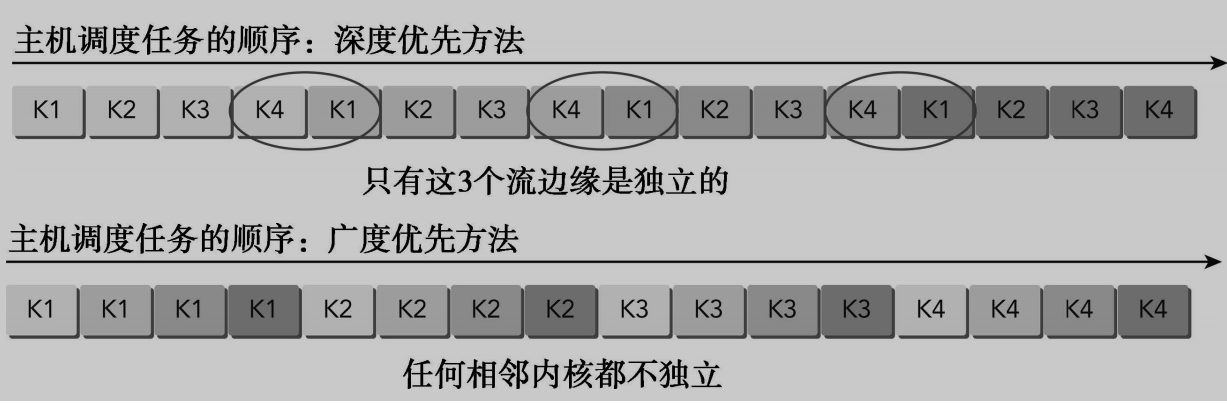 主机调度任务的顺序：深度优先方法
K1 K2 K3 K4 K1 K2 K3 K4 K1 K2 K3 K4 K1 K2 K3 K4
只有这3个流边缘是独立的
主机调度任务的顺序：广度优先方法
K1 K1 K1 K1 K2 K2 K2 K2 K3 K3 K3 K3 K4 K4 K4 K4
任何相邻内核都不独立